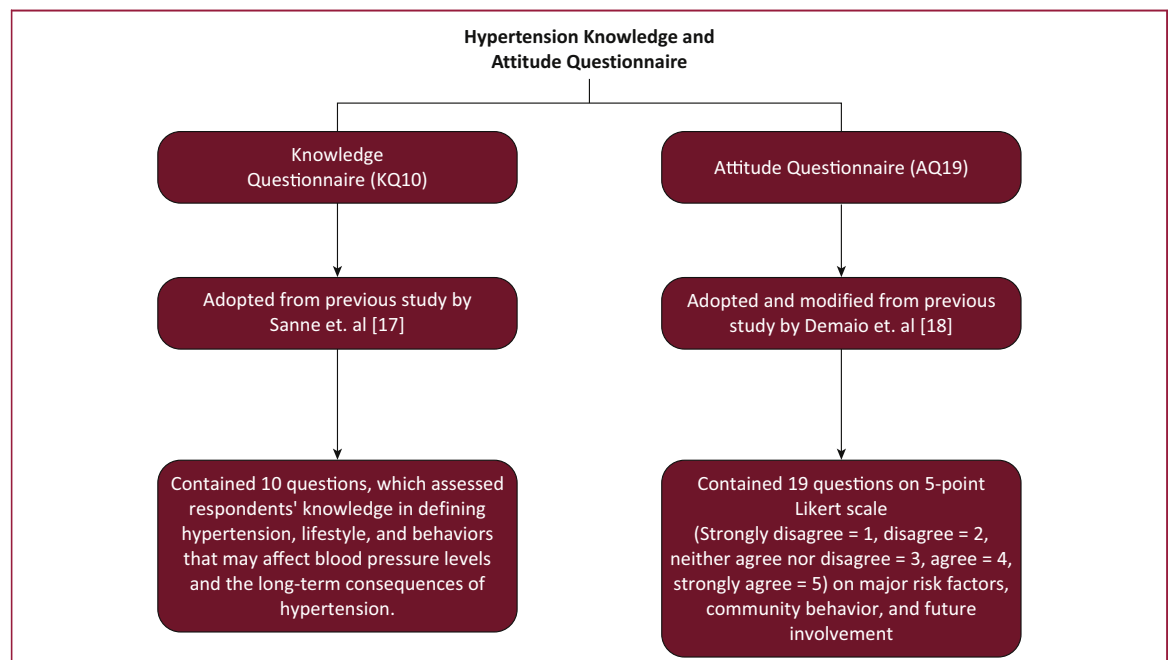 Hypertension Knowledge and
Attitude Questionnaire
Knowledge
Questionnaire (KQ10)
Attitude Questionnaire (AQ19)
Adopted from previous study by
Sanne et. al [17]
Adopted and modified from previous
study by Demaio et. al [18]
Contained 10 questions, which assessed
respondents' knowledge in defining
hypertension, lifestyle, and behaviors
that may affect blood pressure levels
and the long-term consequences of
hypertension.
Contained 19 questions on 5-point
Likert scale
(Strongly disagree = 1, disagree = 2,
neither agree nor disagree = 3, agree = 4,
strongly agree = 5) on major risk factors,
community behavior, and future
involvement